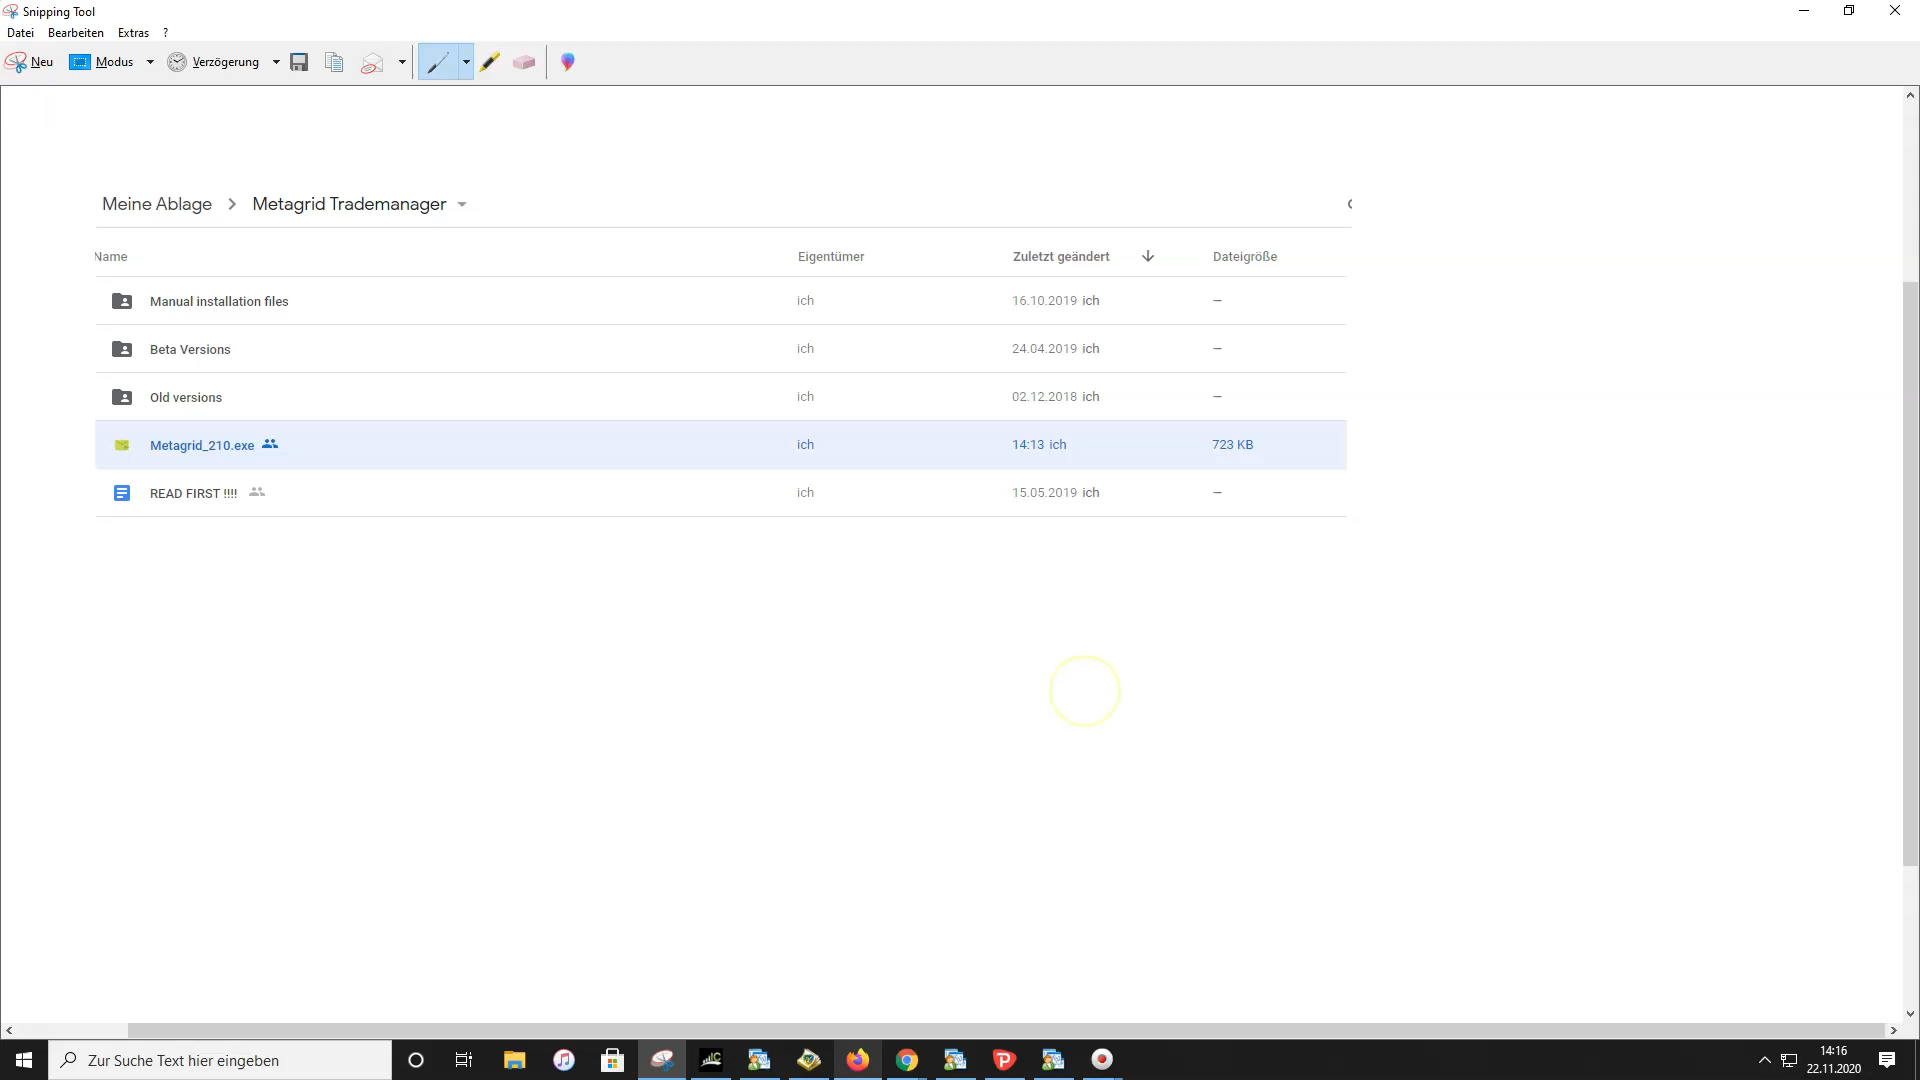 Snipping Tool
Datei Bearbeiten Extras ?
Neu Modus Verzögerung
Meine Ablage > Metagrid Trademanager
Name Eigentümer Zuletzt geändert Dateigröße
Manual installation files ich 16.10.2019 ich –
Beta Versions ich 24.04.2019 ich –
Old versions ich 02.12.2018 ich –
Metagrid_210.exe ich 14:13 ich 723 KB
READ FIRST !!!! ich 15.05.2019 ich –
Zur Suche Text hier eingeben
14:16
22.11.2020